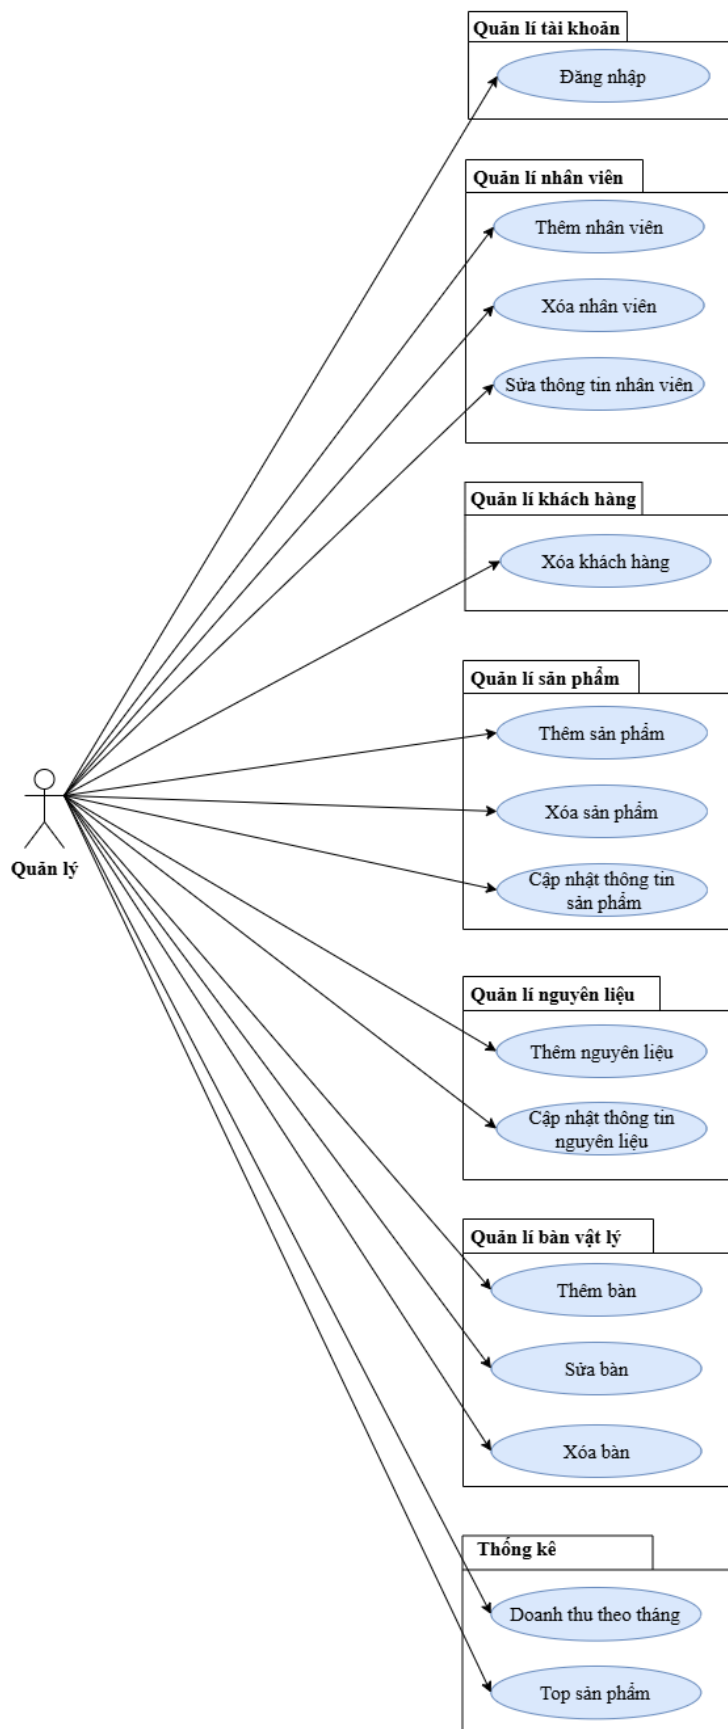 Quản lí tài khoản
Đăng nhập
Quản lí nhân viên
Thêm nhân viên
Xóa nhân viên
Sửa thông tin nhân viên
Quản lí khách hàng
Xóa khách hàng
Quản lí sản phẩm
Thêm sản phẩm
Xóa sản phẩm
Quản lý
Cập nhật thông tin
sản phẩm
Quản lí nguyên liệu
Thêm nguyên liệu
Cập nhật thông tin
nguyên liệu
Quản lí bàn vật lý
Thêm bàn
Sửa bàn
Xóa bàn
Thống kê
Doanh thu theo tháng
Top sản phẩm